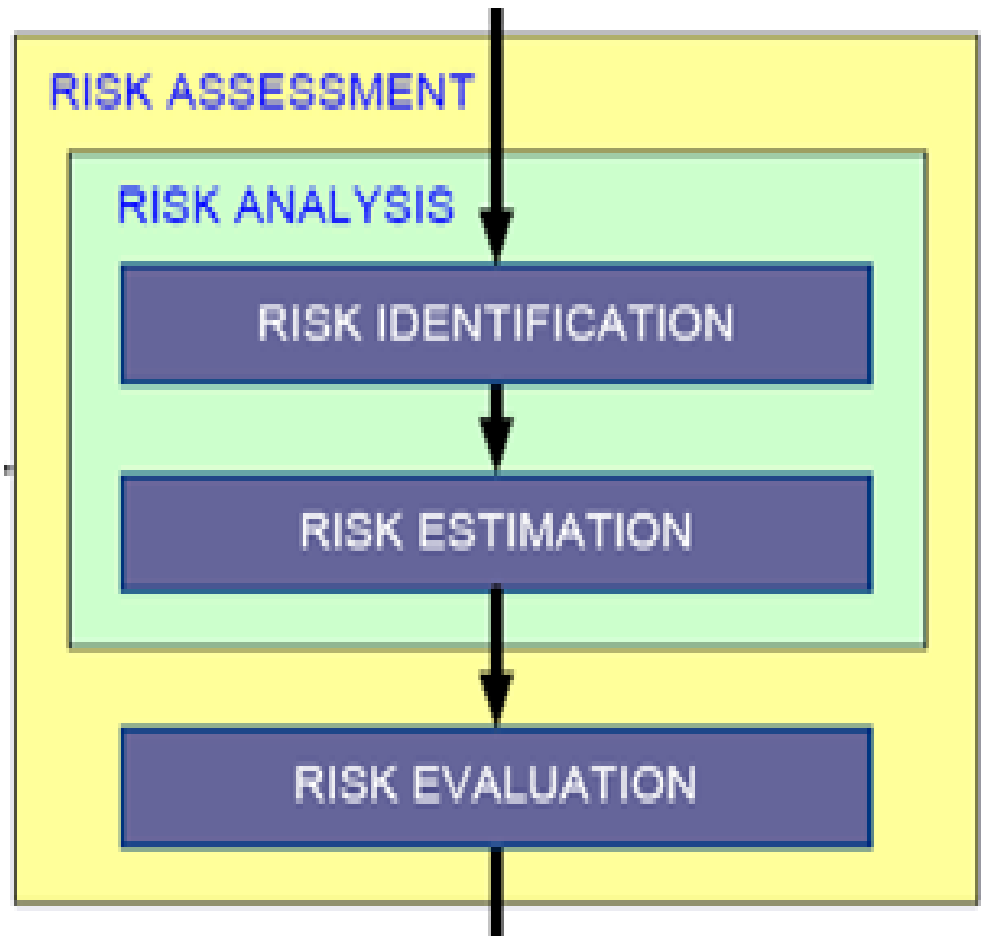 RISK ASSESSMENT
RISK ANALYSIS
RISK IDENTIFICATION
RISK ESTIMATION
RISK EVALUATION